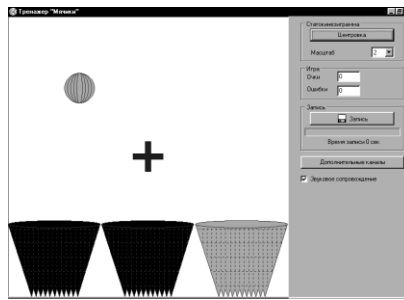 Тренажер "Мячики"
Статокинезиграмма
Центровка
Масштаб 2
Игра
Очки 0
Ошибки 0
Запись
Запись
Время записи 0 сек.
Дополнительные каналы
Звуковое сопровождение